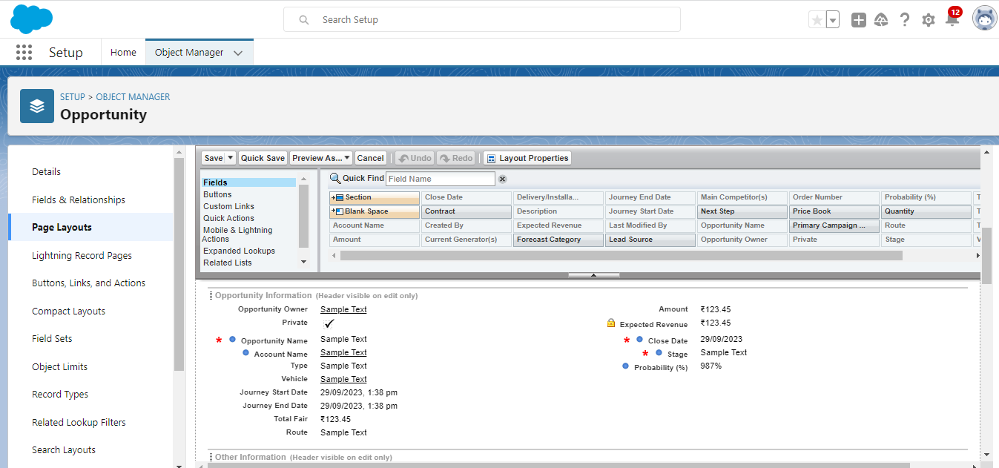 Search Setup
12
Setup
Home
Object Manager
SETUP > OBJECT MANAGER
Opportunity
Details
Fields & Relationships
Page Layouts
Lightning Record Pages
Buttons, Links, and Actions
Compact Layouts
Field Sets
Object Limits
Record Types
Related Lookup Filters
Search Layouts
Save Quick Save Preview As... Cancel Undo Redo Layout Properties
Fields
Buttons
Custom Links
Quick Actions
Mobile & Lightning
Actions
Expanded Lookups
Related Lists
Quick Find Field Name
Section Close Date Delivery/Installa... Journey End Date Main Competitor(s) Order Number Probability (%) T
Blank Space Contract Description Journey Start Date Next Step Price Book Quantity T
Account Name Created By Expected Revenue Last Modified By Opportunity Name Primary Campaign ... Route T
Amount Current Generator(s) Forecast Category Lead Source Opportunity Owner Private Stage V
Opportunity Information (Header visible on edit only)
Opportunity Owner Sample Text
Private
* Opportunity Name Sample Text
Account Name Sample Text
Type Sample Text
Vehicle Sample Text
Journey Start Date 29/09/2023, 1:38 pm
Journey End Date 29/09/2023, 1:38 pm
Total Fair ₹123.45
Route Sample Text
Amount ₹123.45
Expected Revenue ₹123.45
* Close Date 29/09/2023
* Stage Sample Text
Probability (%) 987%
Other Information (Header visible on edit only)